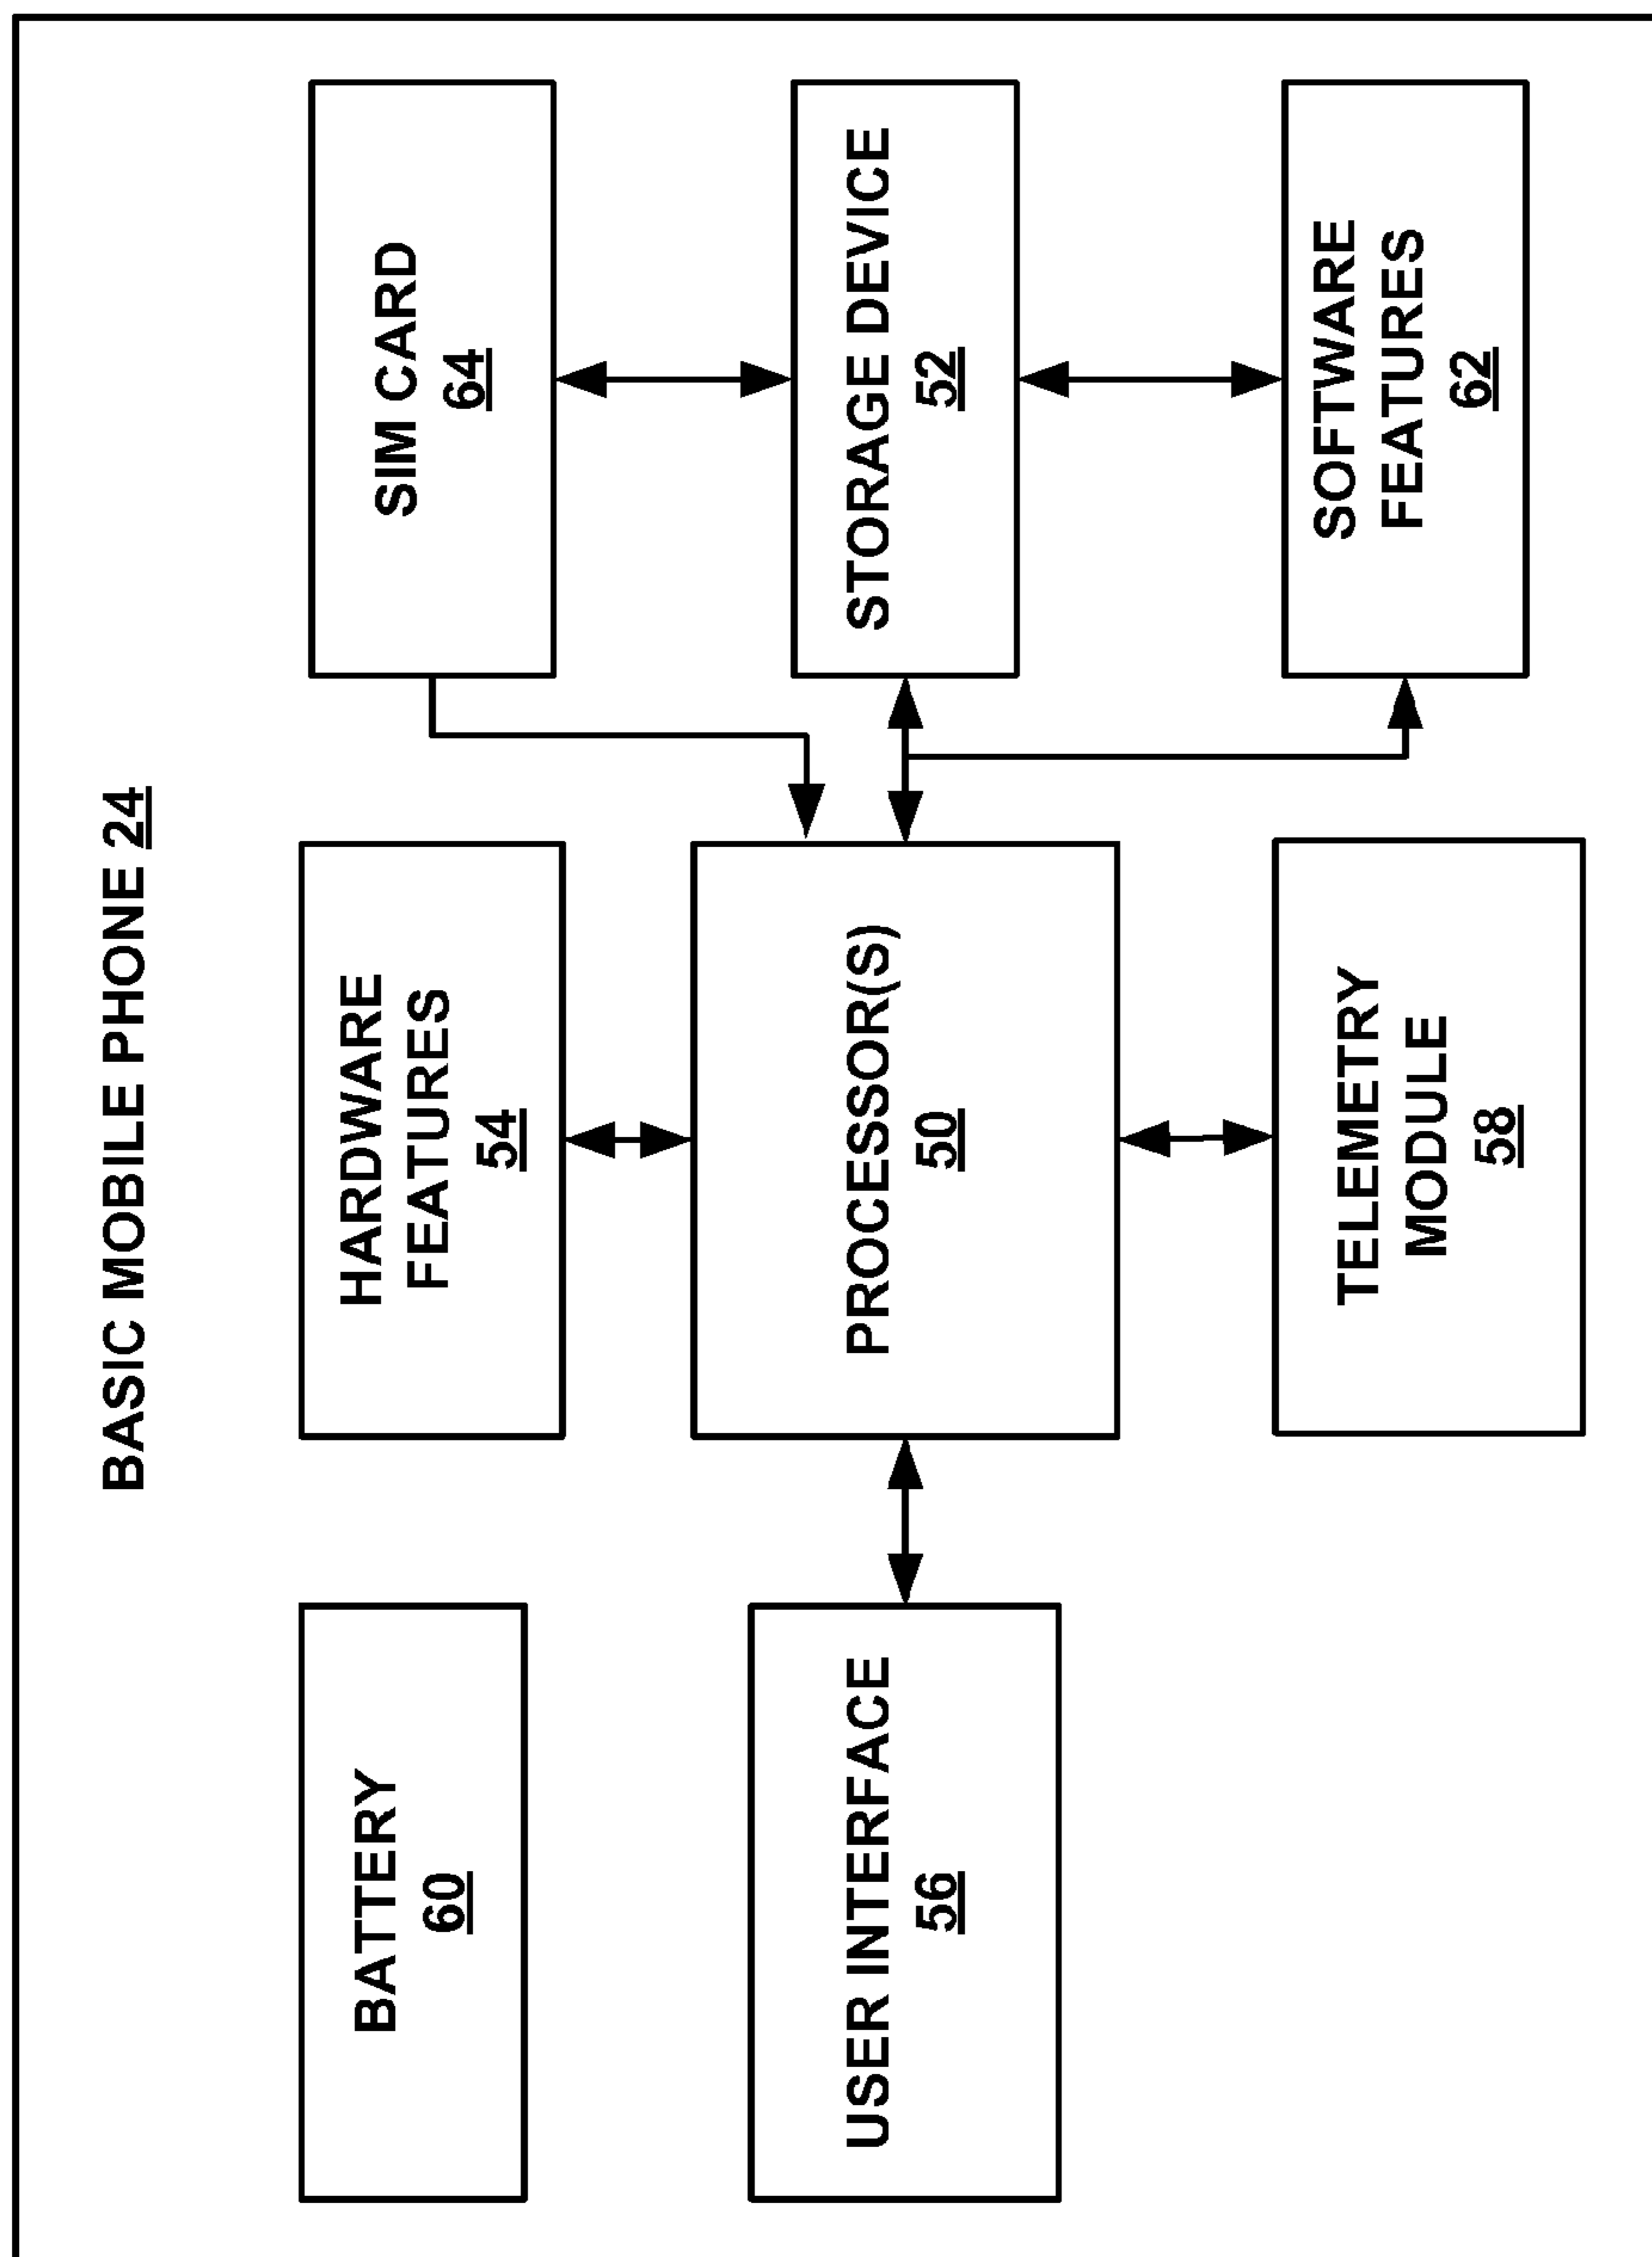 BASIC MOBILE PHONE 24
BATTERY
60
HARDWARE
FEATURES
54
SIM CARD
64
USER INTERFACE
56
PROCESSOR(S)
50
STORAGE DEVICE
52
TELEMETRY
MODULE
58
SOFTWARE
FEATURES
62